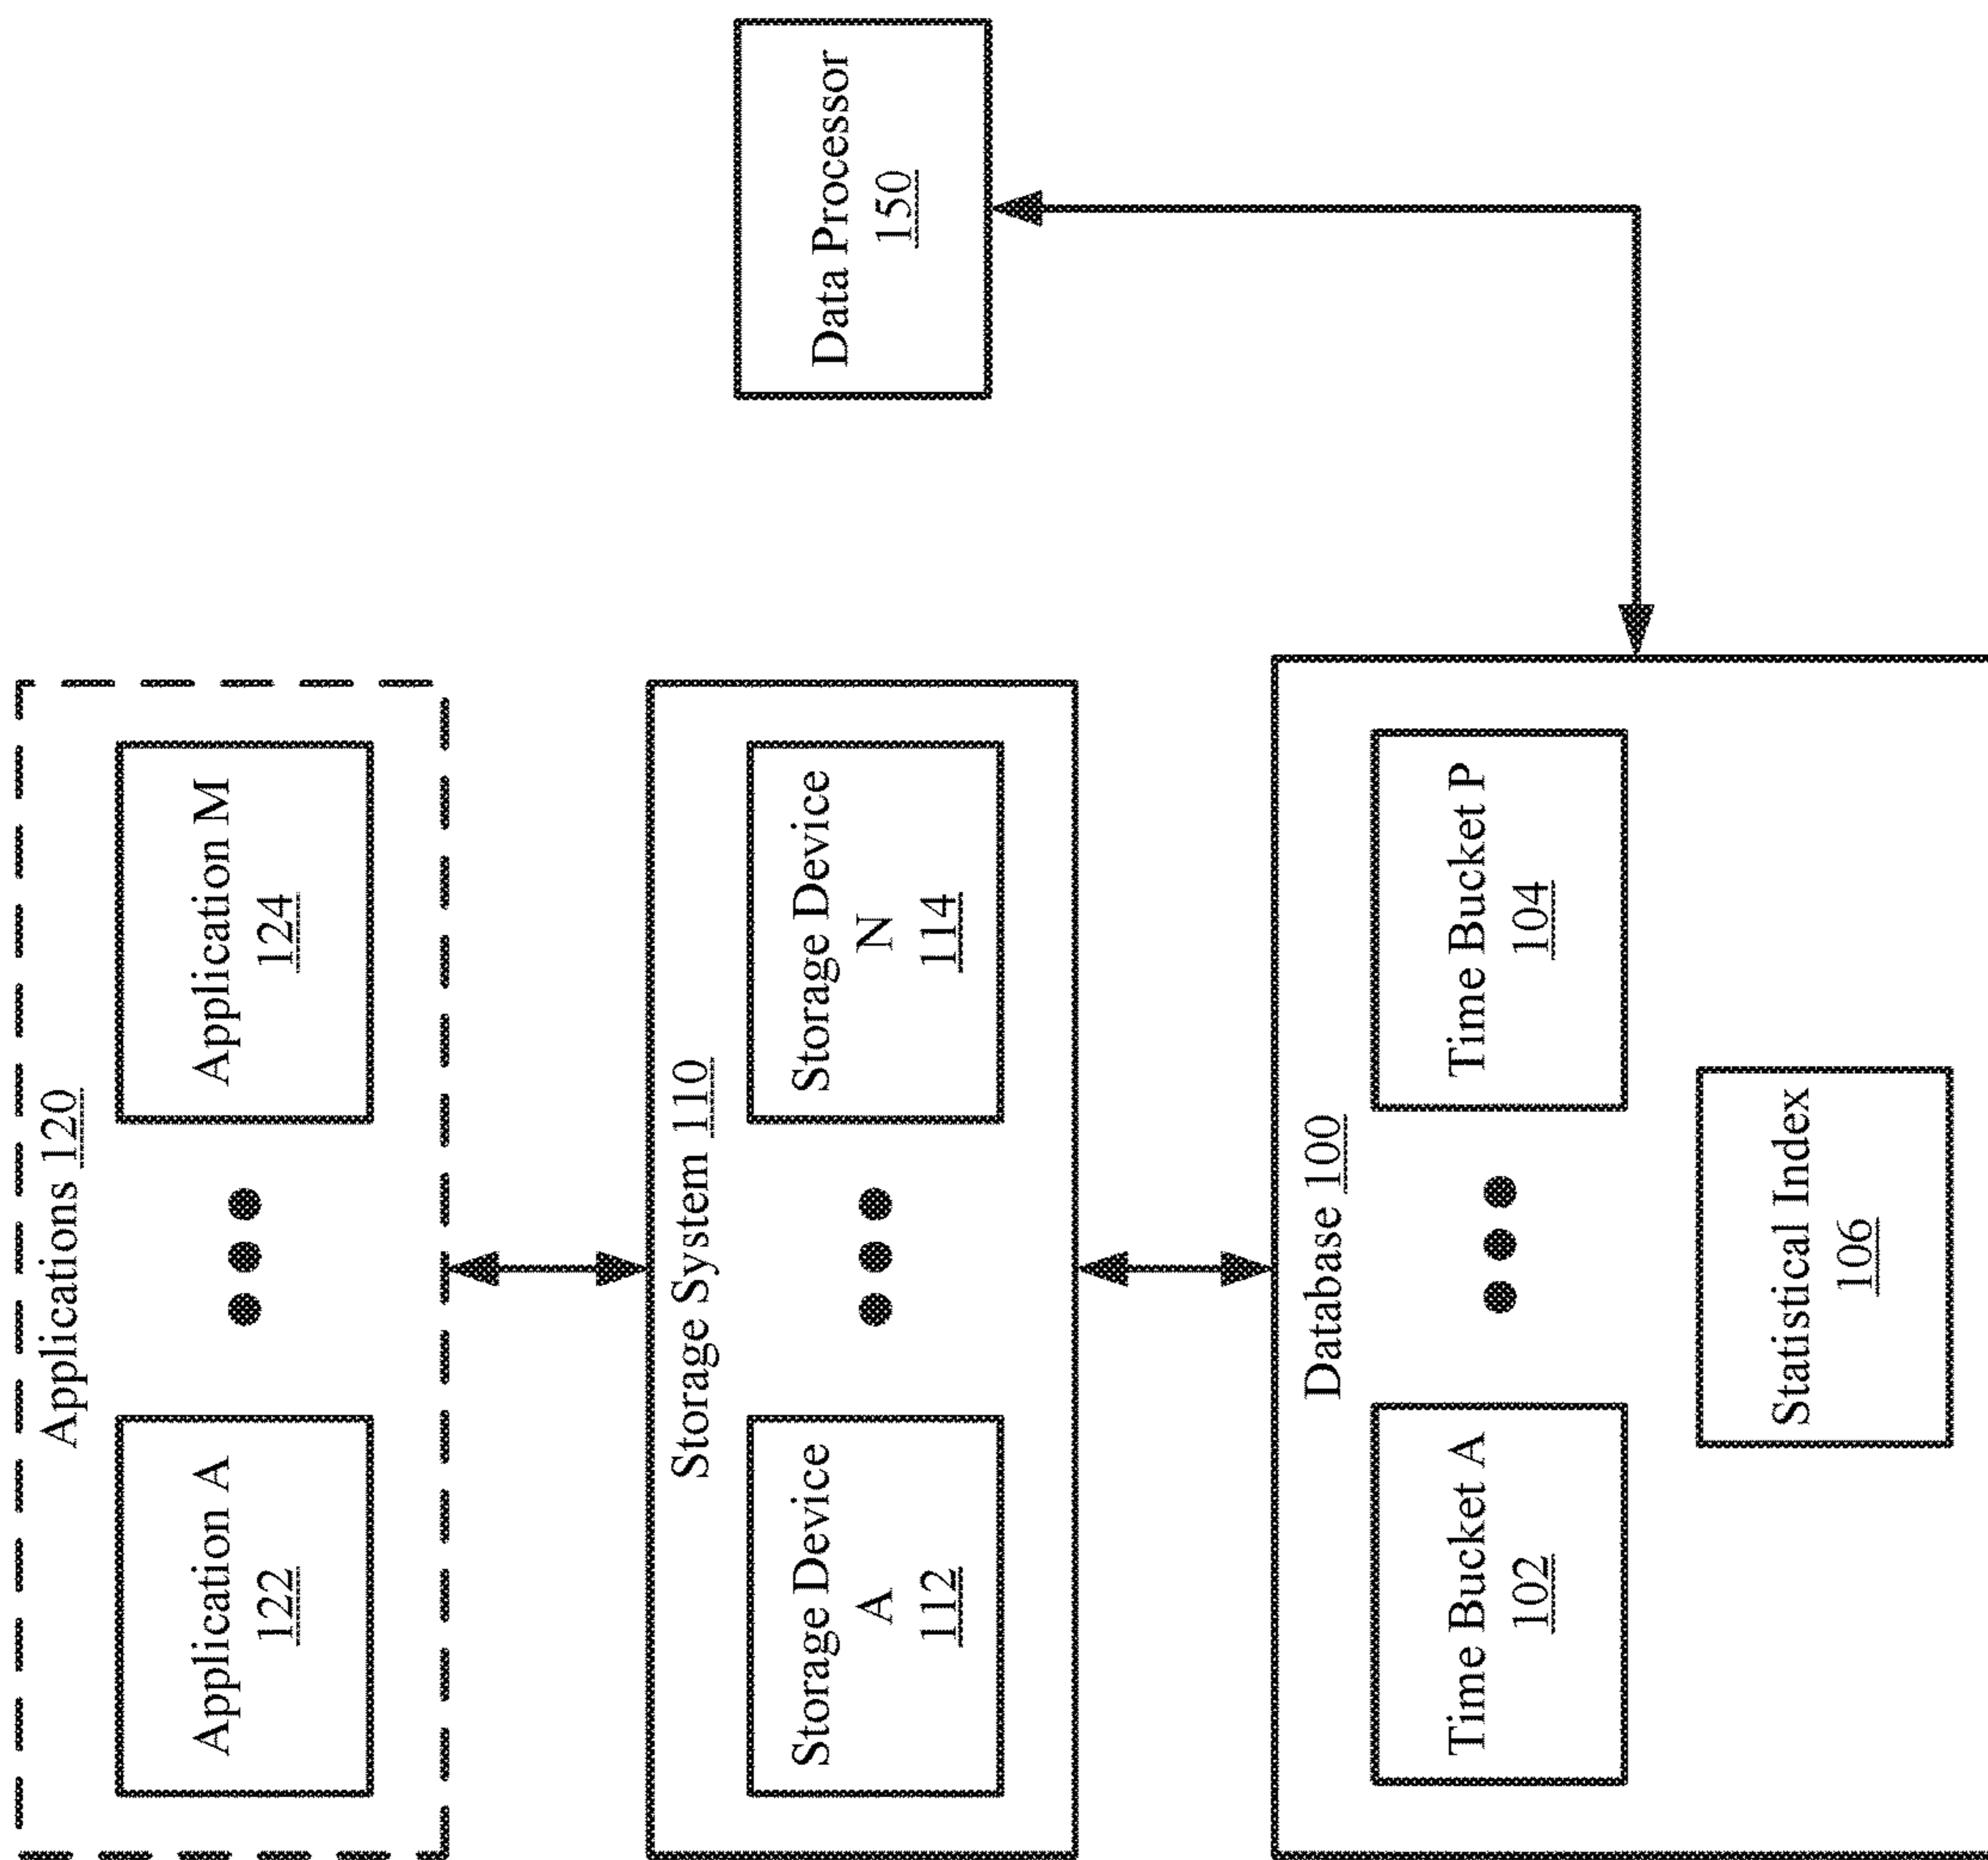 Applications 120
Application A
122
Application M
124
Storage System 110
Storage Device
A
112
Storage Device
N
114
Database 100
Time Bucket A
102
Time Bucket P
104
Statistical Index
106
Data Processor
150